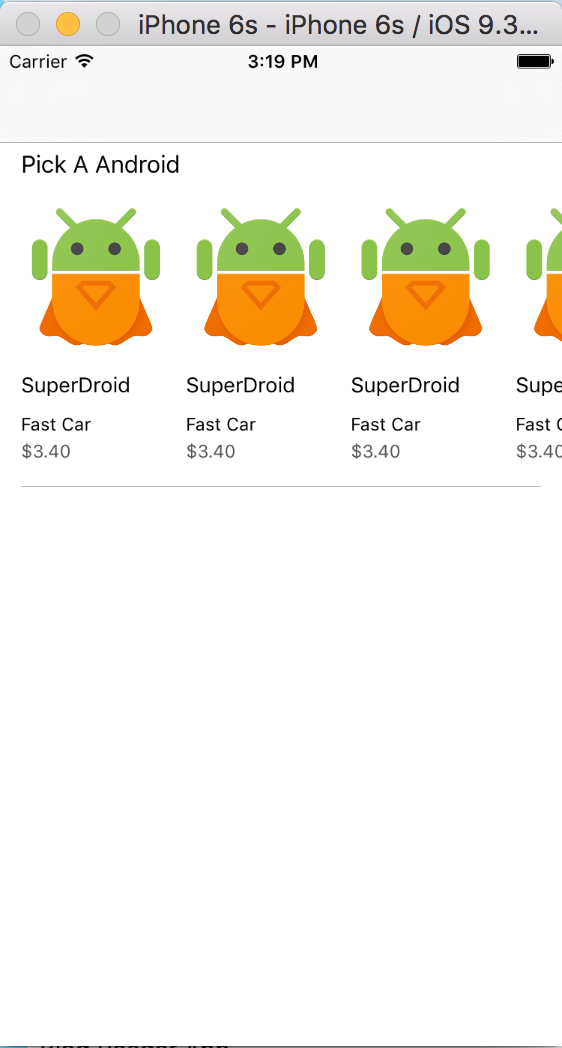 iPhone 6s - iPhone 6s / iOS 9.3...
Carrier 3:19 PM
Pick A Android
SuperDroid SuperDroid SuperDroid Supe
Fast Car Fast Car Fast Car Fast
$3.40 $3.40 $3.40 $3.40